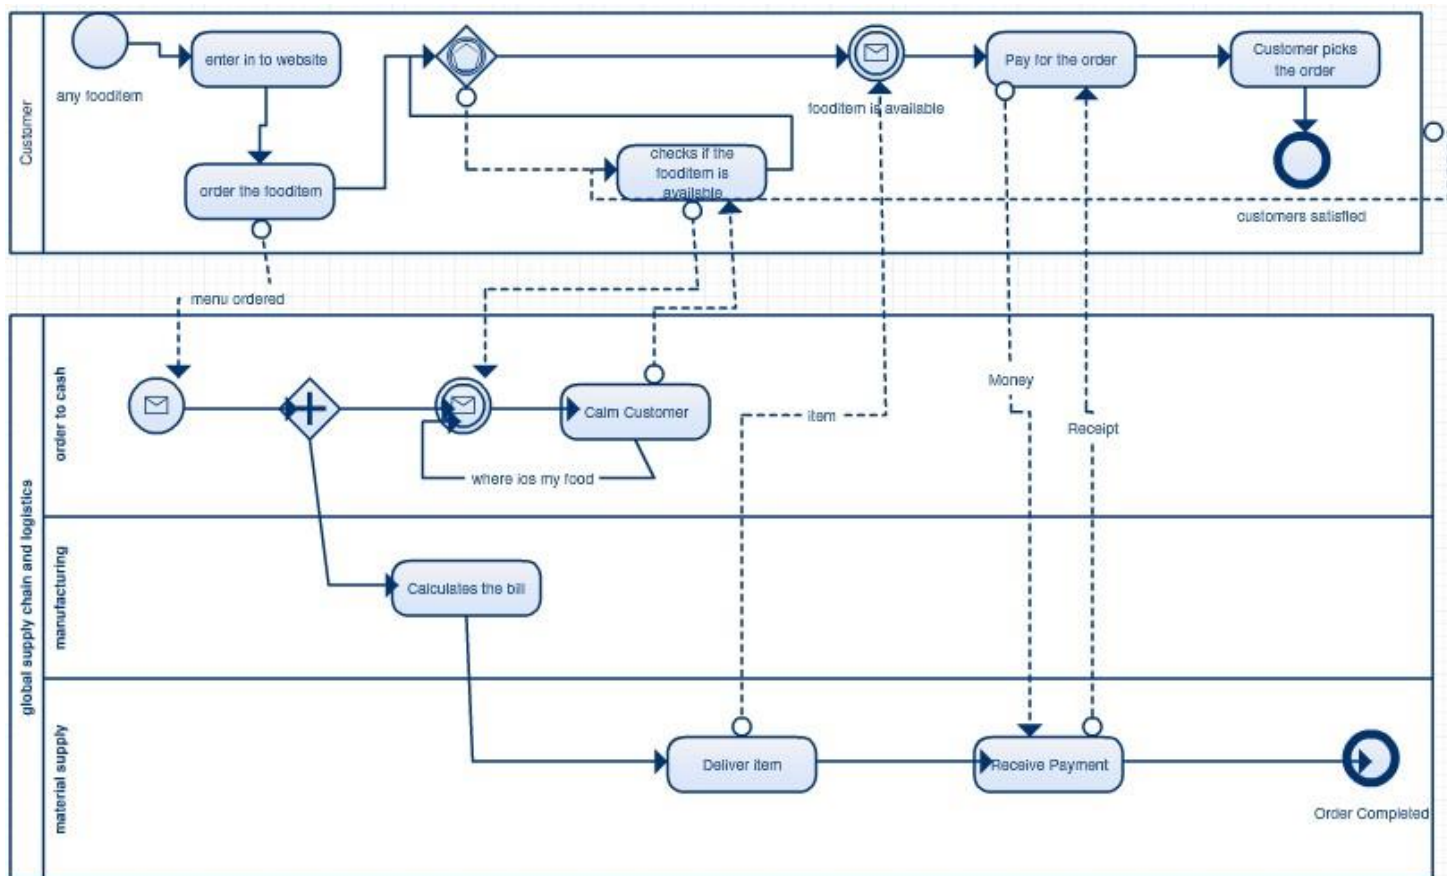 Customer
any fooditem
enter in to website
order the fooditem
checks if the
fooditem is
available
fooditem is available
Pay for the order
Customer picks
the order
customers satisfied
menu ordered
global supply chain and logistics
order to cash
Calm Customer
where ios my food
item
Money
Receipt
manufacturing
Calculates the bill
material supply
Deliver item
Receive Payment
Order Completed